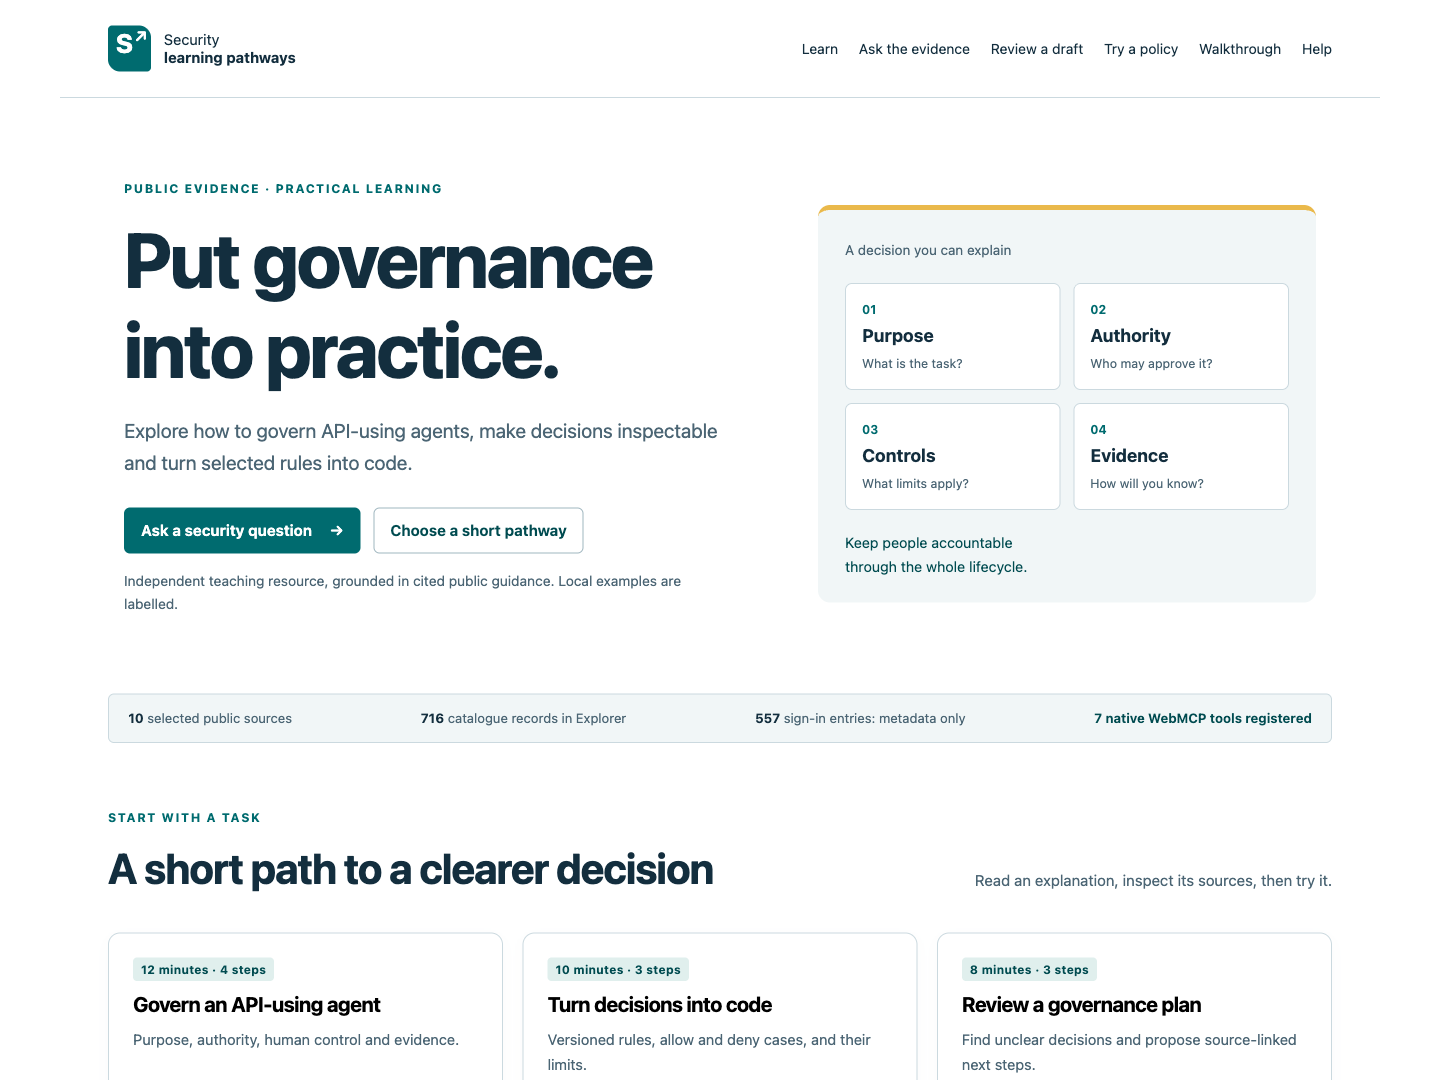 S
Security
learning pathways
Learn
Ask the evidence
Review a draft
Try a policy
Walkthrough
Help
PUBLIC EVIDENCE · PRACTICAL LEARNING
Put governance
into practice.
Explore how to govern API-using agents, make decisions inspectable
and turn selected rules into code.
Ask a security question →
Choose a short pathway
Independent teaching resource, grounded in cited public guidance. Local examples are
labelled.
A decision you can explain
01
Purpose
What is the task?
02
Authority
Who may approve it?
03
Controls
What limits apply?
04
Evidence
How will you know?
Keep people accountable
through the whole lifecycle.
10 selected public sources
716 catalogue records in Explorer
557 sign-in entries: metadata only
7 native WebMCP tools registered
START WITH A TASK
A short path to a clearer decision
Read an explanation, inspect its sources, then try it.
12 minutes · 4 steps
Govern an API-using agent
Purpose, authority, human control and evidence.
10 minutes · 3 steps
Turn decisions into code
Versioned rules, allow and deny cases, and their
limits.
8 minutes · 3 steps
Review a governance plan
Find unclear decisions and propose source-linked
next steps.